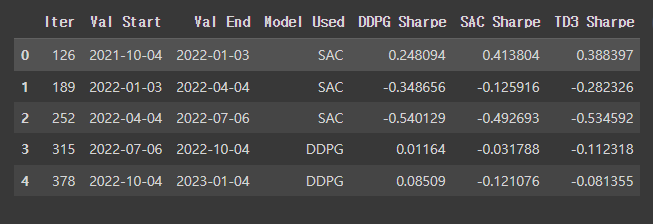 Iter Val Start Val End Model Used DDPG Sharpe SAC Sharpe TD3 Sharpe
0 126 2021-10-04 2022-01-03 SAC 0.248094 0.413804 0.388397
1 189 2022-01-03 2022-04-04 SAC -0.348656 -0.125916 -0.282326
2 252 2022-04-04 2022-07-06 SAC -0.540129 -0.492693 -0.534592
3 315 2022-07-06 2022-10-04 DDPG 0.01164 -0.031788 -0.112318
4 378 2022-10-04 2023-01-04 DDPG 0.08509 -0.121076 -0.081355